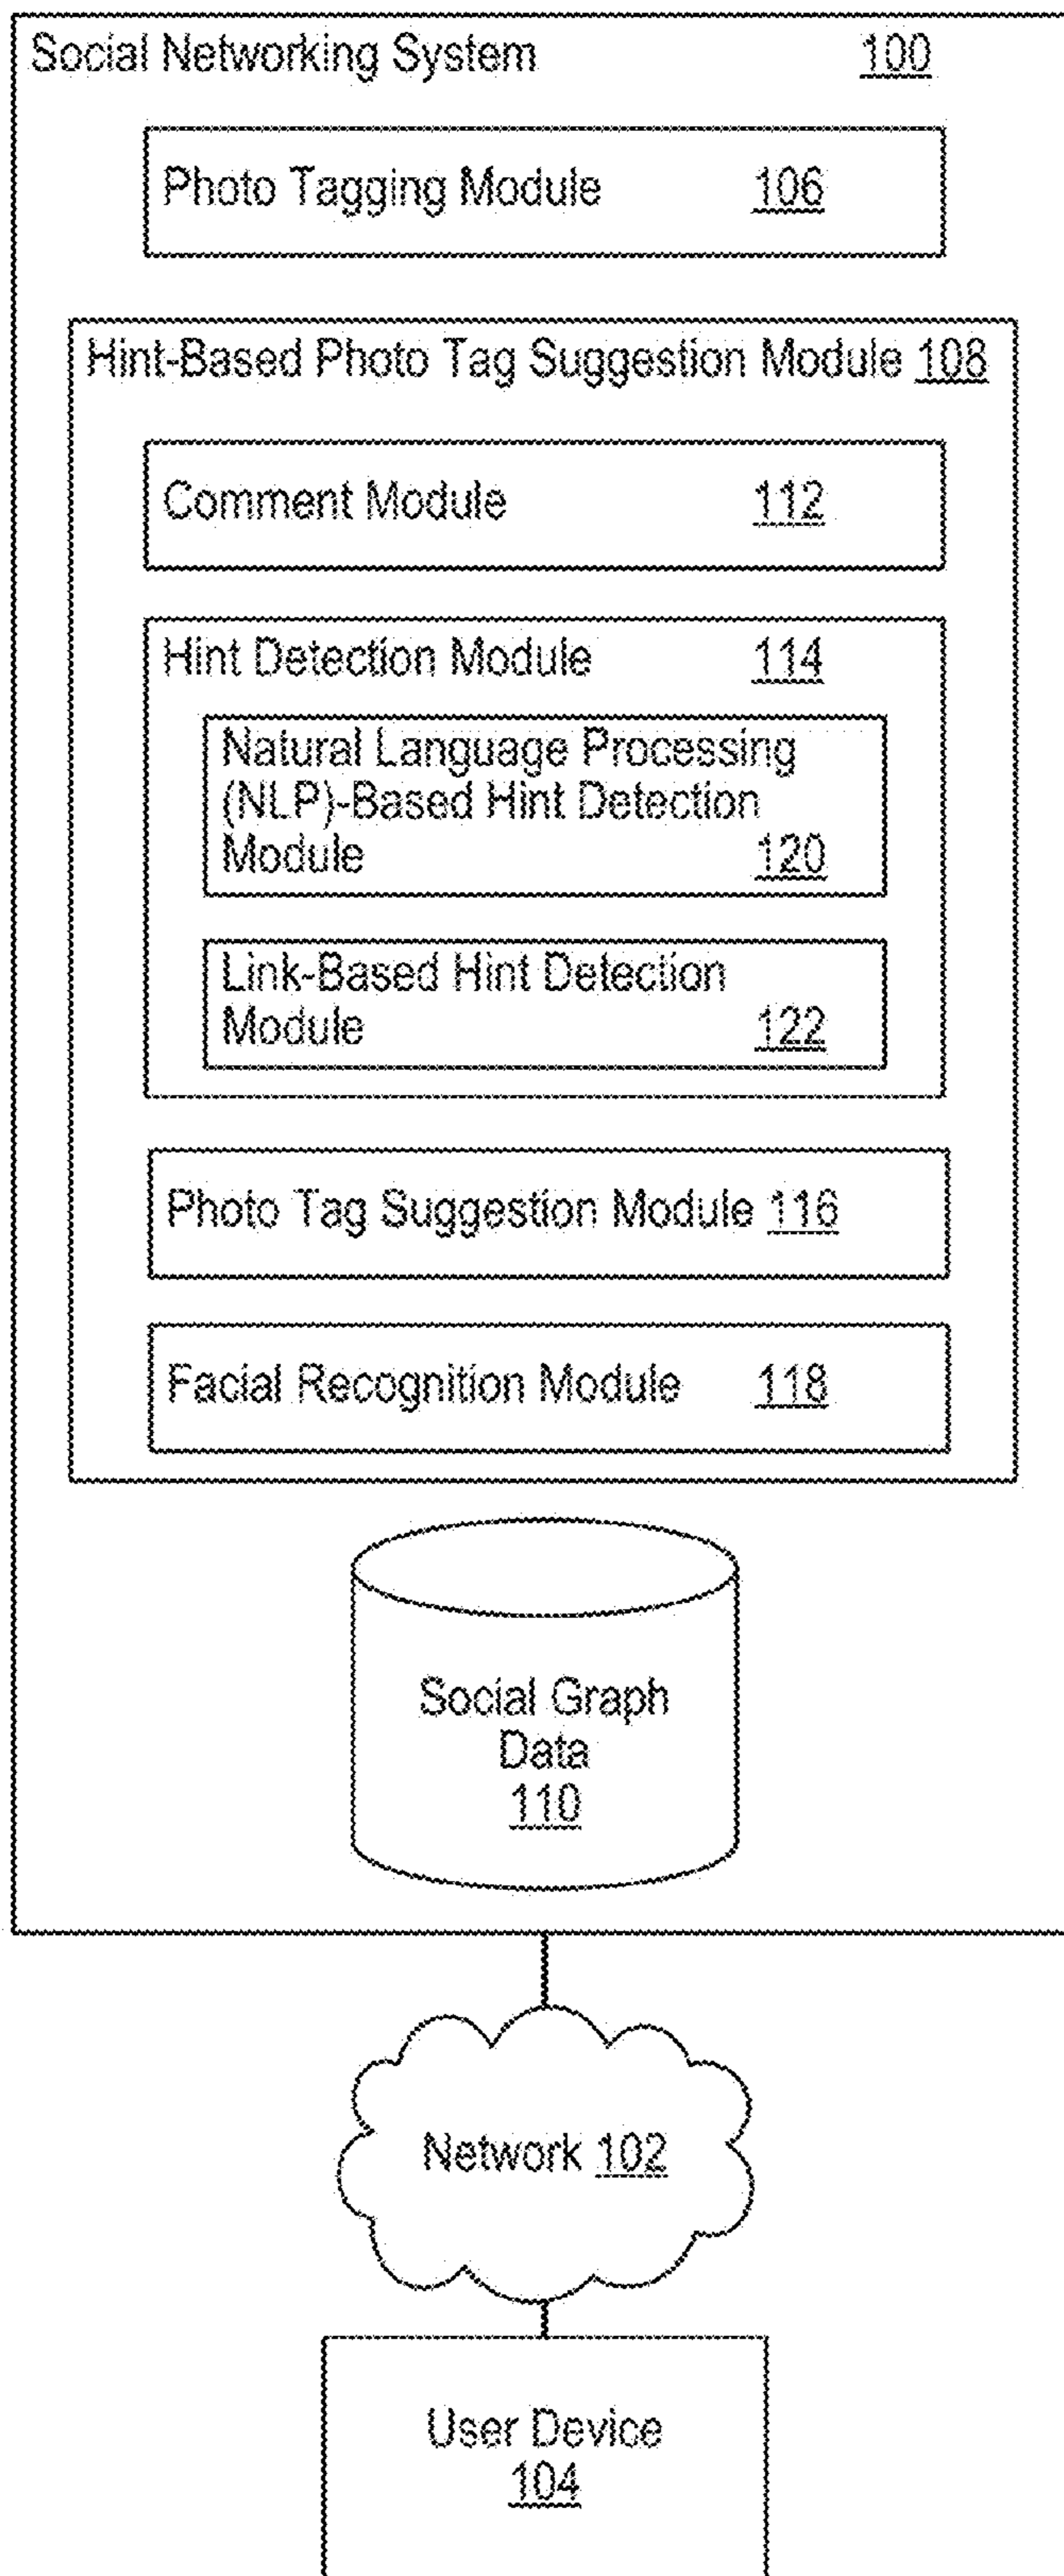 Social Networking System 100
Photo Tagging Module 106
Hint-Based Photo Tag Suggestion Module 108
Comment Module 112
Hint Detection Module 114
Natural Language Processing
(NLP)-Based Hint Detection
Module 120
Link-Based Hint Detection
Module 122
Photo Tag Suggestion Module 116
Facial Recognition Module 118
Social Graph
Data
110
Network 102
User Device
104